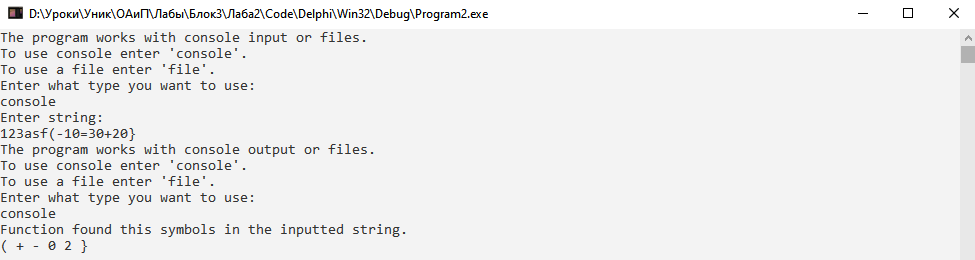 D:\Уроки\Уник\ОАиП\Лабы\Блок3\Лаба2\Code\Delphi\Win32\Debug\Program2.exe
The program works with console input or files.
To use console enter 'console'.
To use a file enter 'file'.
Enter what type you want to use:
console
Enter string:
123asf(-10=30+20}
The program works with console output or files.
To use console enter 'console'.
To use a file enter 'file'.
Enter what type you want to use:
console
Function found this symbols in the inputted string.
( + - 0 2 }